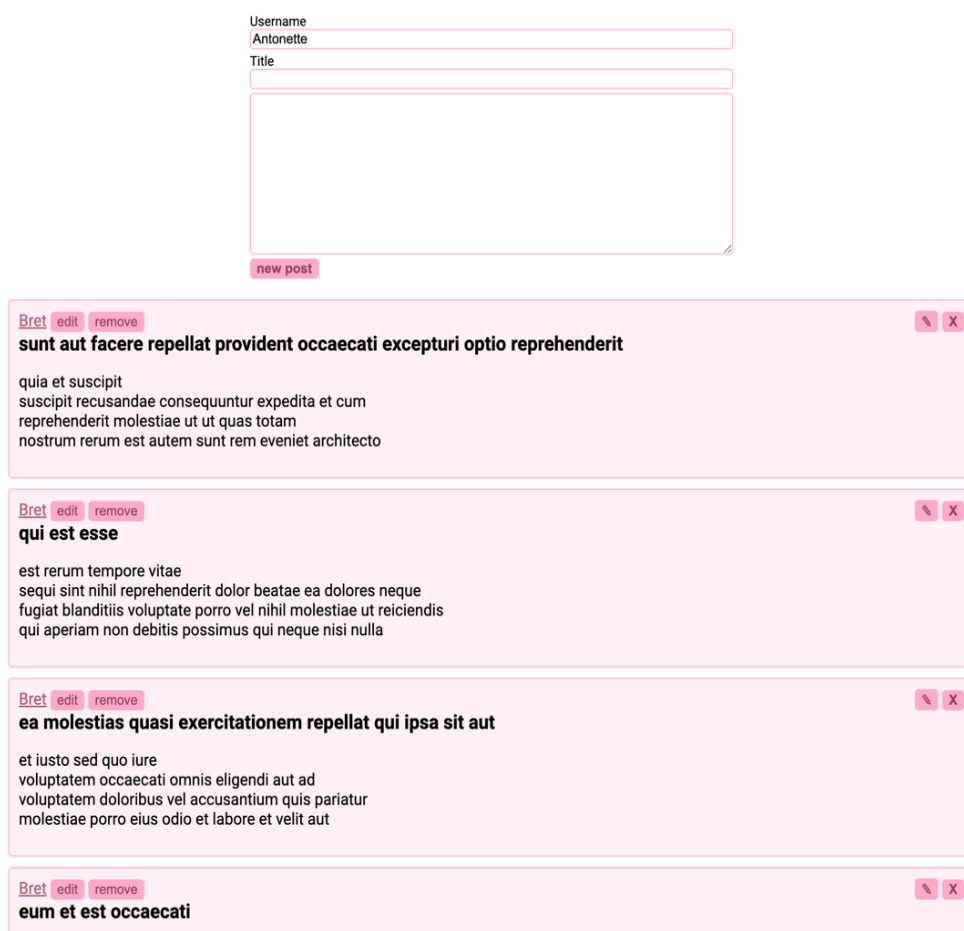 Username
Antonette
Title
new post
Bret edit remove ✎ X
sunt aut facere repellat provident occaecati excepturi optio reprehenderit
quia et suscipit
suscipit recusandae consequuntur expedita et cum
reprehenderit molestiae ut ut quas totam
nostrum rerum est autem sunt rem eveniet architecto
Bret edit remove ✎ X
qui est esse
est rerum tempore vitae
sequi sint nihil reprehenderit dolor beatae ea dolores neque
fugiat blanditiis voluptate porro vel nihil molestiae ut reiciendis
qui aperiam non debitis possimus qui neque nisi nulla
Bret edit remove ✎ X
ea molestias quasi exercitationem repellat qui ipsa sit aut
et iusto sed quo iure
voluptatem occaecati omnis eligendi aut ad
voluptatem doloribus vel accusantium quis pariatur
molestiae porro eius odio et labore et velit aut
Bret edit remove ✎ X
eum et est occaecati